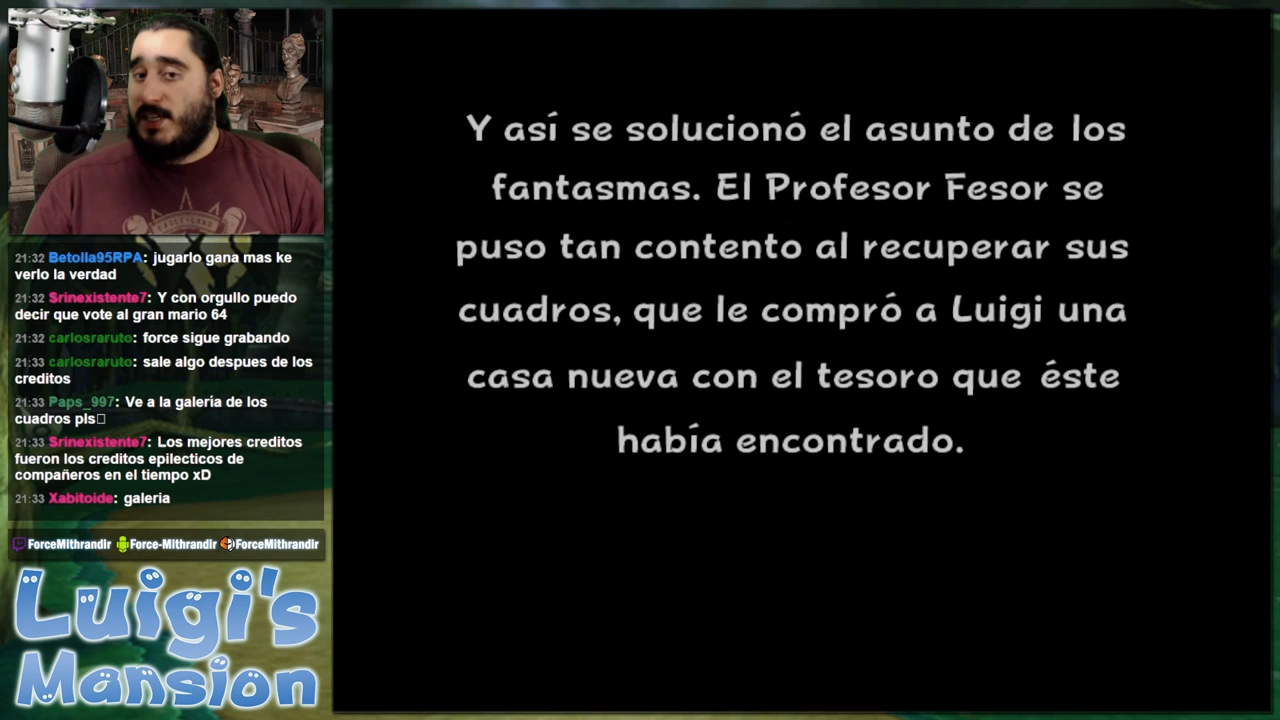 21:32 Betolla95RPA: jugarlo gana mas ke
verlo la verdad
21:32 Srinexistente7: Y con orgullo puedo
decir que vote al gran mario 64
21:32 carlosraruto: force sigue grabando
21:33 carlosraruto: sale algo despues de los
creditos
21:33 Paps_997: Ve a la galería de los
cuadros pls
21:33 Srinexistente7: Los mejores creditos
fueron los creditos epilecticos de
compañeros en el tiempo xD
21:33 Xabitoide: galeria
ForceMithrandir Force-Mithrandir ForceMithrandir
Luigi's
Mansion
Y así se solucionó el asunto de los
fantasmas. El Profesor Fesor se
puso tan contento al recuperar sus
cuadros, que le compró a Luigi una
casa nueva con el tesoro que éste
había encontrado.